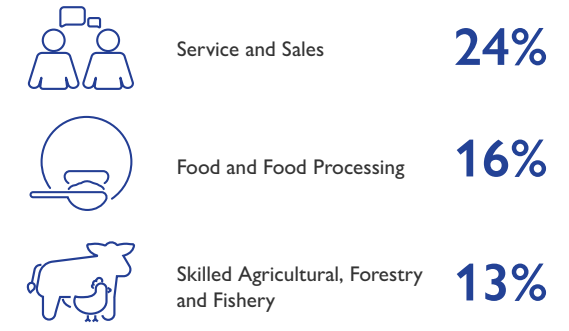 Service and Sales
24%
Food and Food Processing
16%
Skilled Agricultural, Forestry
and Fishery
13%